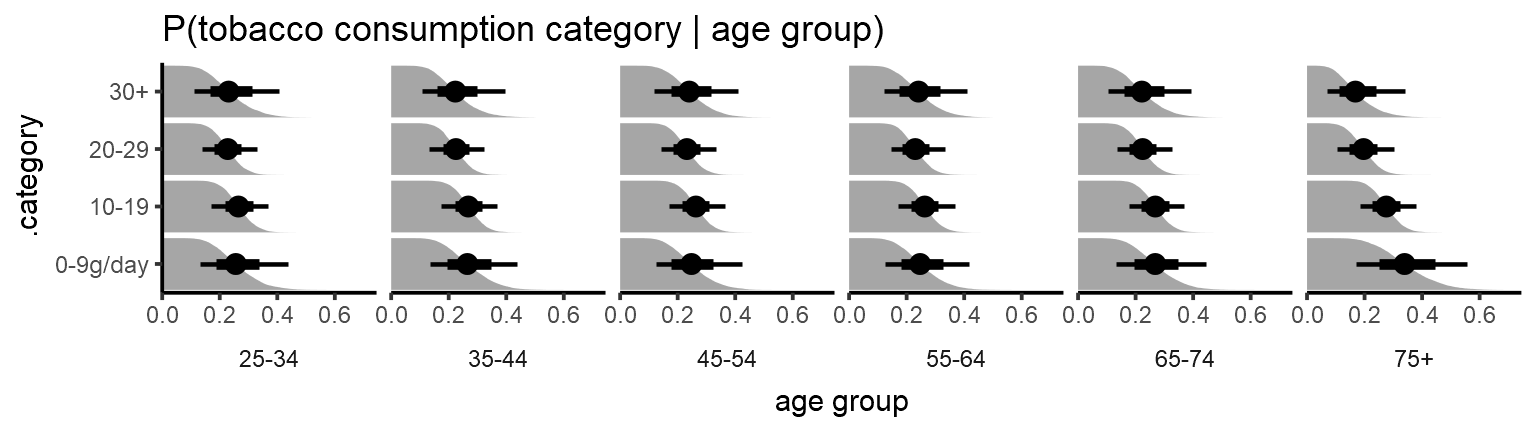 P(tobacco consumption category | age group)
.category
30+
20-29
10-19
0-9g/day
0.0 0.2 0.4 0.6 0.0 0.2 0.4 0.6 0.0 0.2 0.4 0.6 0.0 0.2 0.4 0.6 0.0 0.2 0.4 0.6 0.0 0.2 0.4 0.6
25-34 35-44 45-54 55-64 65-74 75+
age group